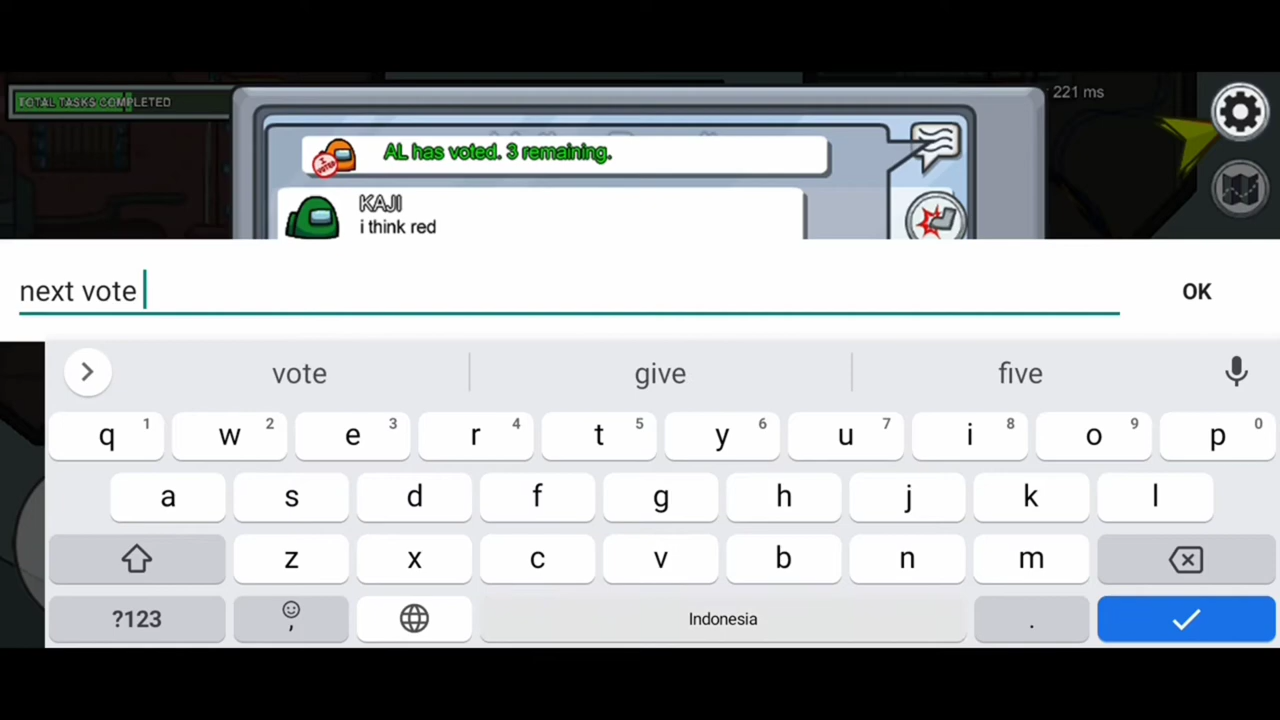 TOTAL TASKS COMPLETED
221 ms
AL has voted. 3 remaining.
KAJI
i think red
next vote
OK
vote give five
q 1 w 2 e 3 r 4 t 5 y 6 u 7 i 8 o 9 p 0
a s d f g h j k l
z x c v b n m
?123 , Indonesia .